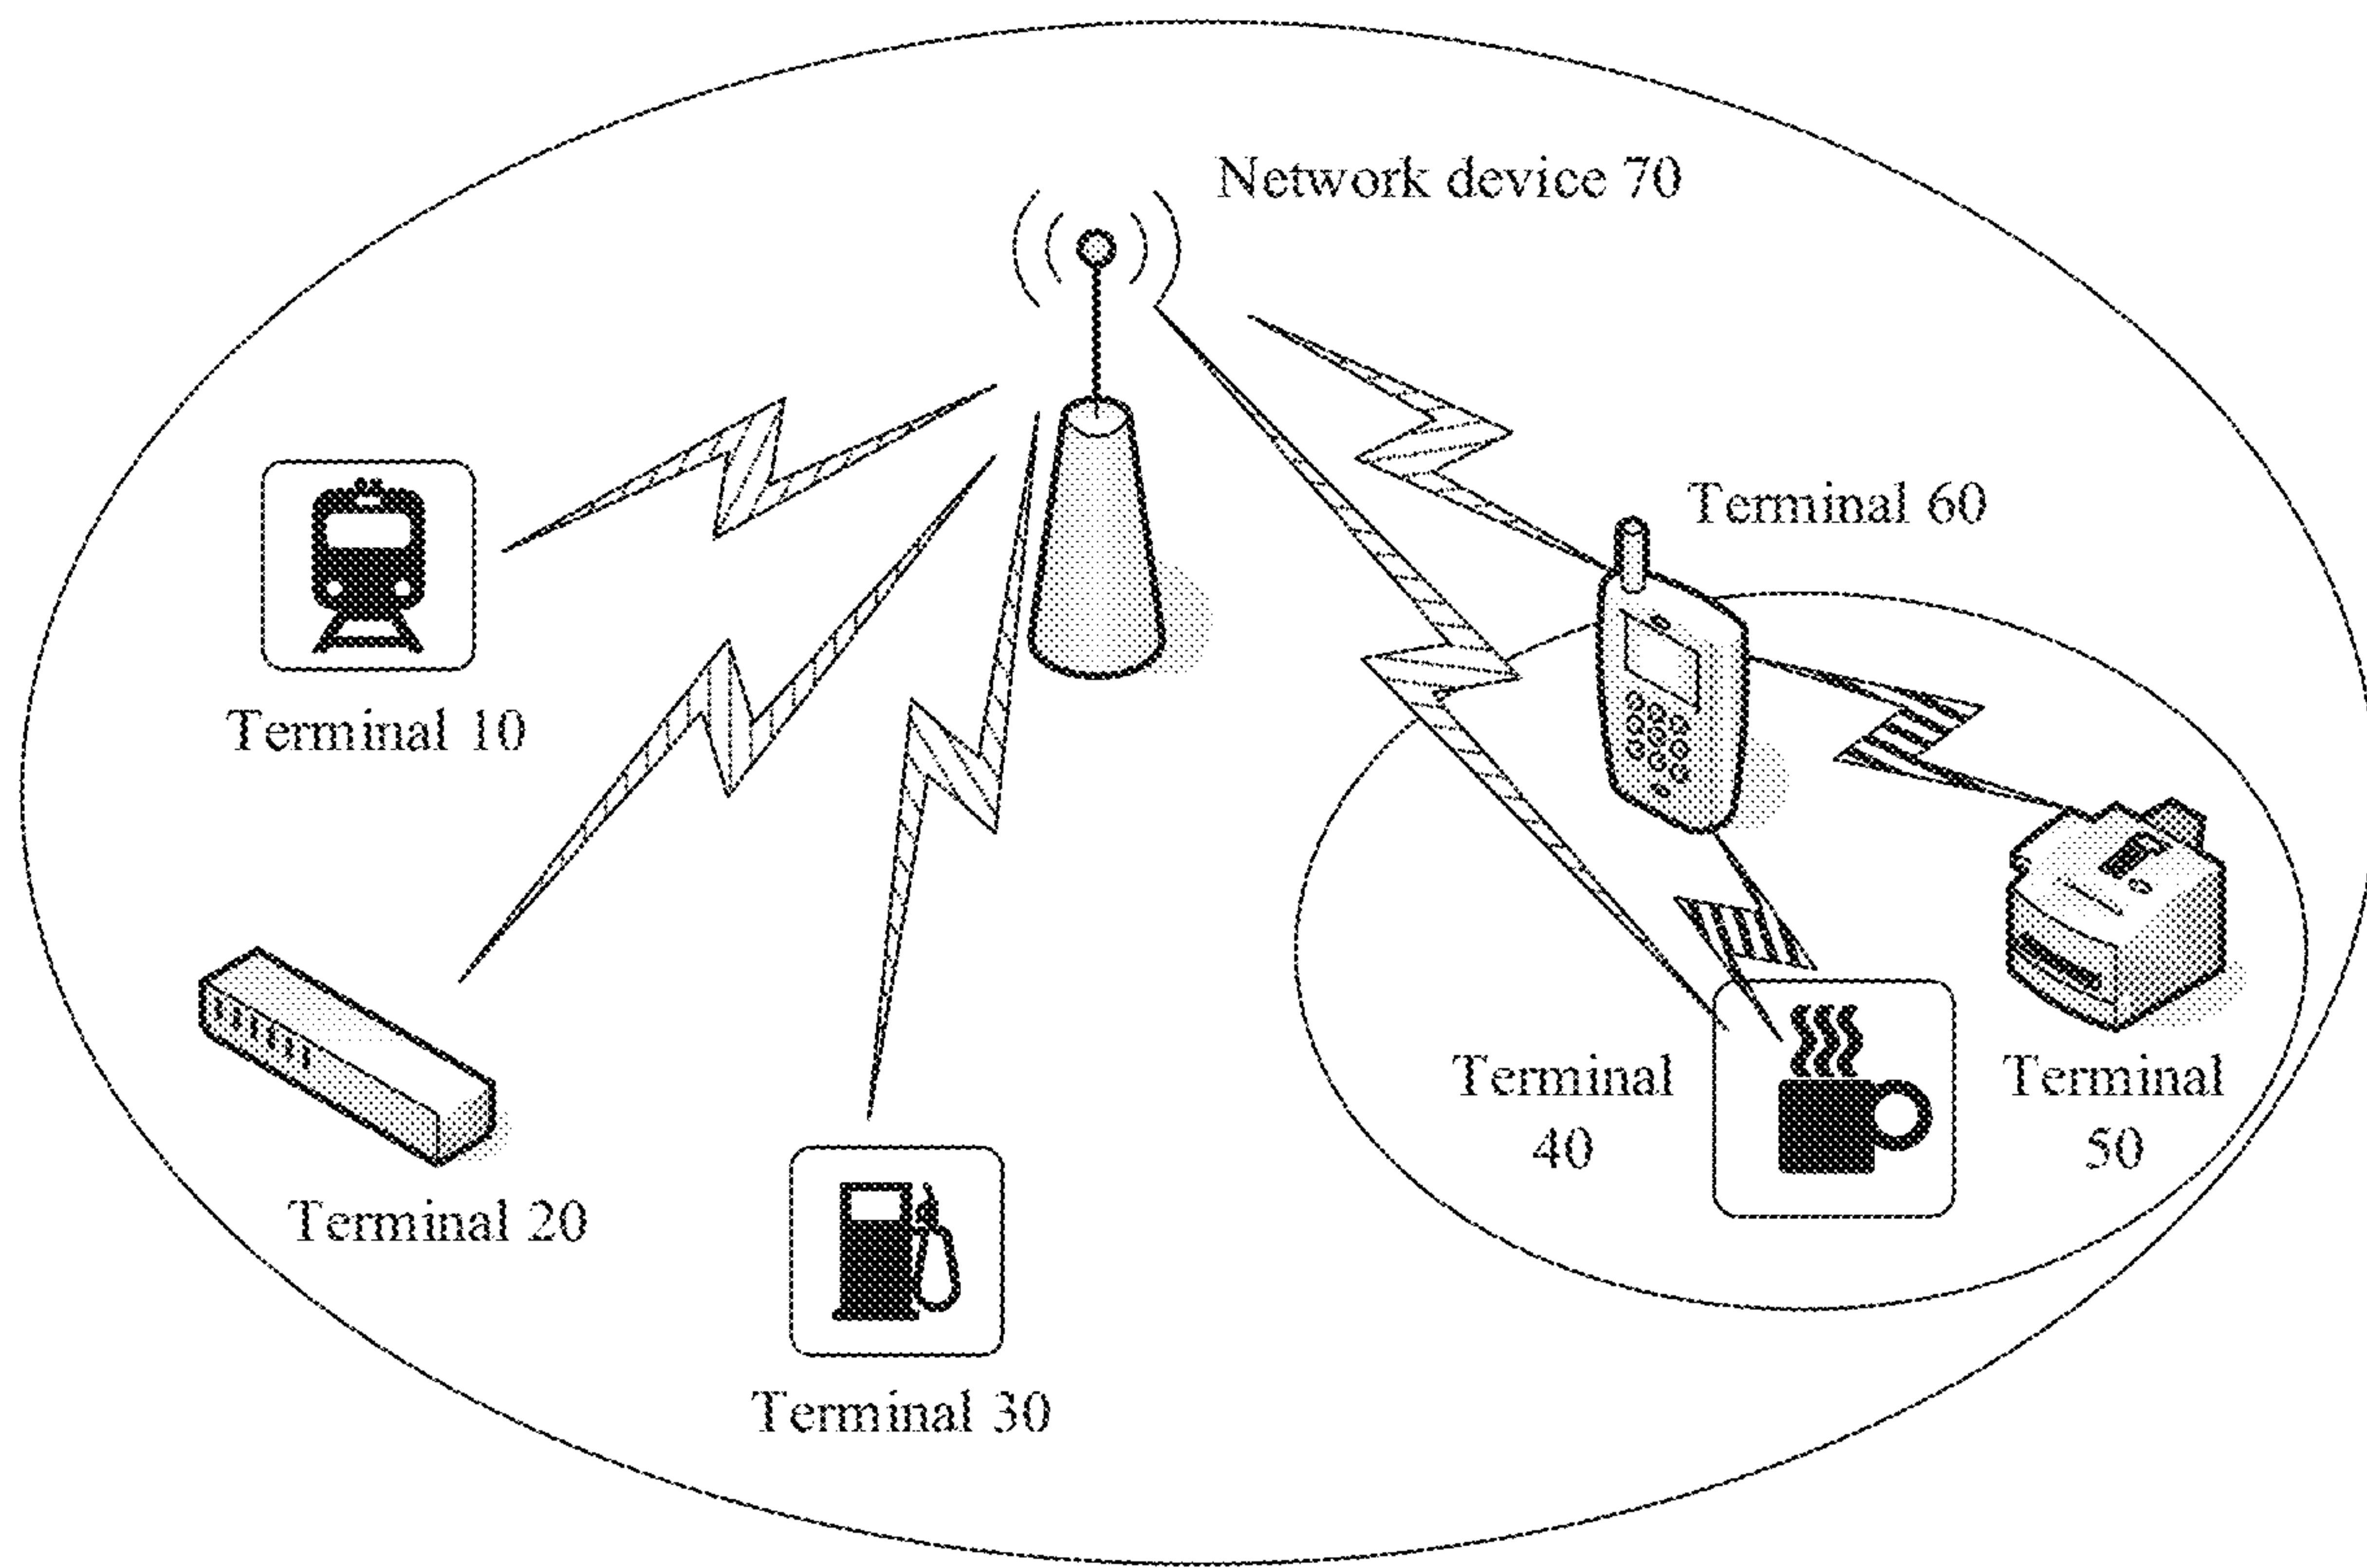 Network device 70
Terminal 60
Terminal 10
Terminal
40
Terminal
50
Terminal 20
Terminal 30